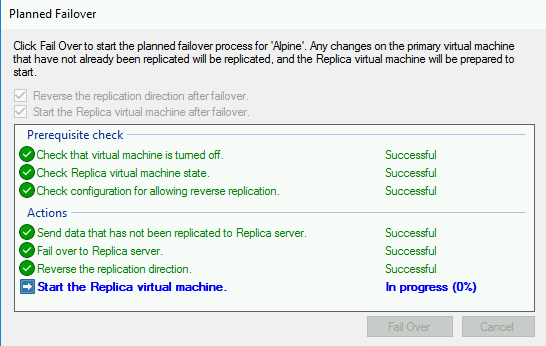 Planned Failover
Click Fail Over to start the planned failover process for 'Alpine'. Any changes on the primary virtual machine
that have not already been replicated will be replicated, and the Replica virtual machine will be prepared to
start.
Reverse the replication direction after failover.
Start the Replica virtual machine after failover.
Prerequisite check
Check that virtual machine is turned off. Successful
Check Replica virtual machine state. Successful
Check configuration for allowing reverse replication. Successful
Actions
Send data that has not been replicated to Replica server. Successful
Fail over to Replica server. Successful
Reverse the replication direction. Successful
Start the Replica virtual machine. In progress (0%)
Fail Over Cancel